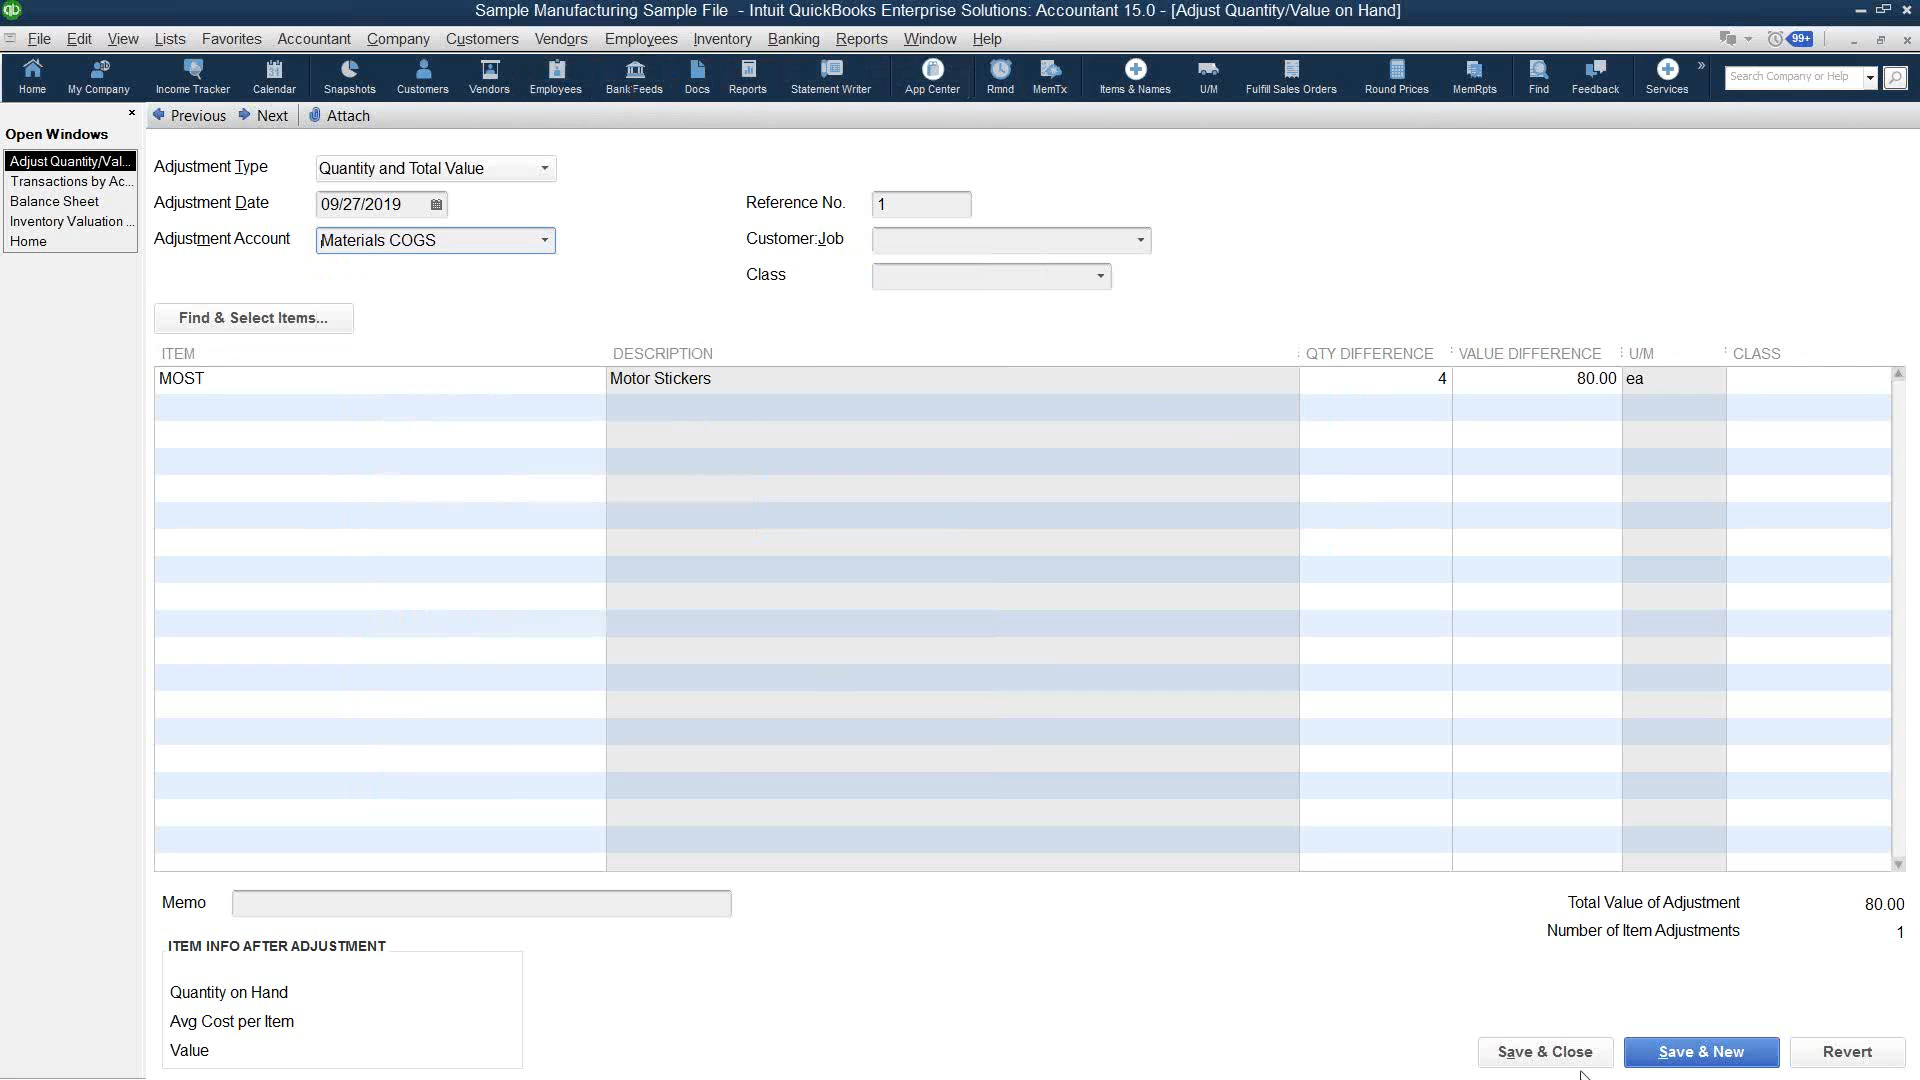 qb
Sample Manufacturing Sample File - Intuit QuickBooks Enterprise Solutions: Accountant 15.0 - [Adjust Quantity/Value on Hand]
File Edit View Lists Favorites Accountant Company Customers Vendors Employees Inventory Banking Reports Window Help 99+
Home My Company Income Tracker Calendar Snapshots Customers Vendors Employees Bank Feeds Docs Reports Statement Writer App Center Rmnd MemTx Items & Names U/M Fulfill Sales Orders Round Prices MemRpts Find Feedback Services » Search Company or Help
Previous Next Attach
Open Windows
Adjust Quantity/Val...
Transactions by Ac...
Balance Sheet
Inventory Valuation ...
Home
Adjustment Type Quantity and Total Value
Adjustment Date 09/27/2019 Reference No. 1
Adjustment Account Materials COGS Customer:Job
Class
Find & Select Items...
ITEM DESCRIPTION QTY DIFFERENCE VALUE DIFFERENCE U/M CLASS
MOST Motor Stickers 4 80.00 ea
Memo Total Value of Adjustment 80.00
Number of Item Adjustments 1
ITEM INFO AFTER ADJUSTMENT
Quantity on Hand
Avg Cost per Item
Value
Save & Close Save & New Revert